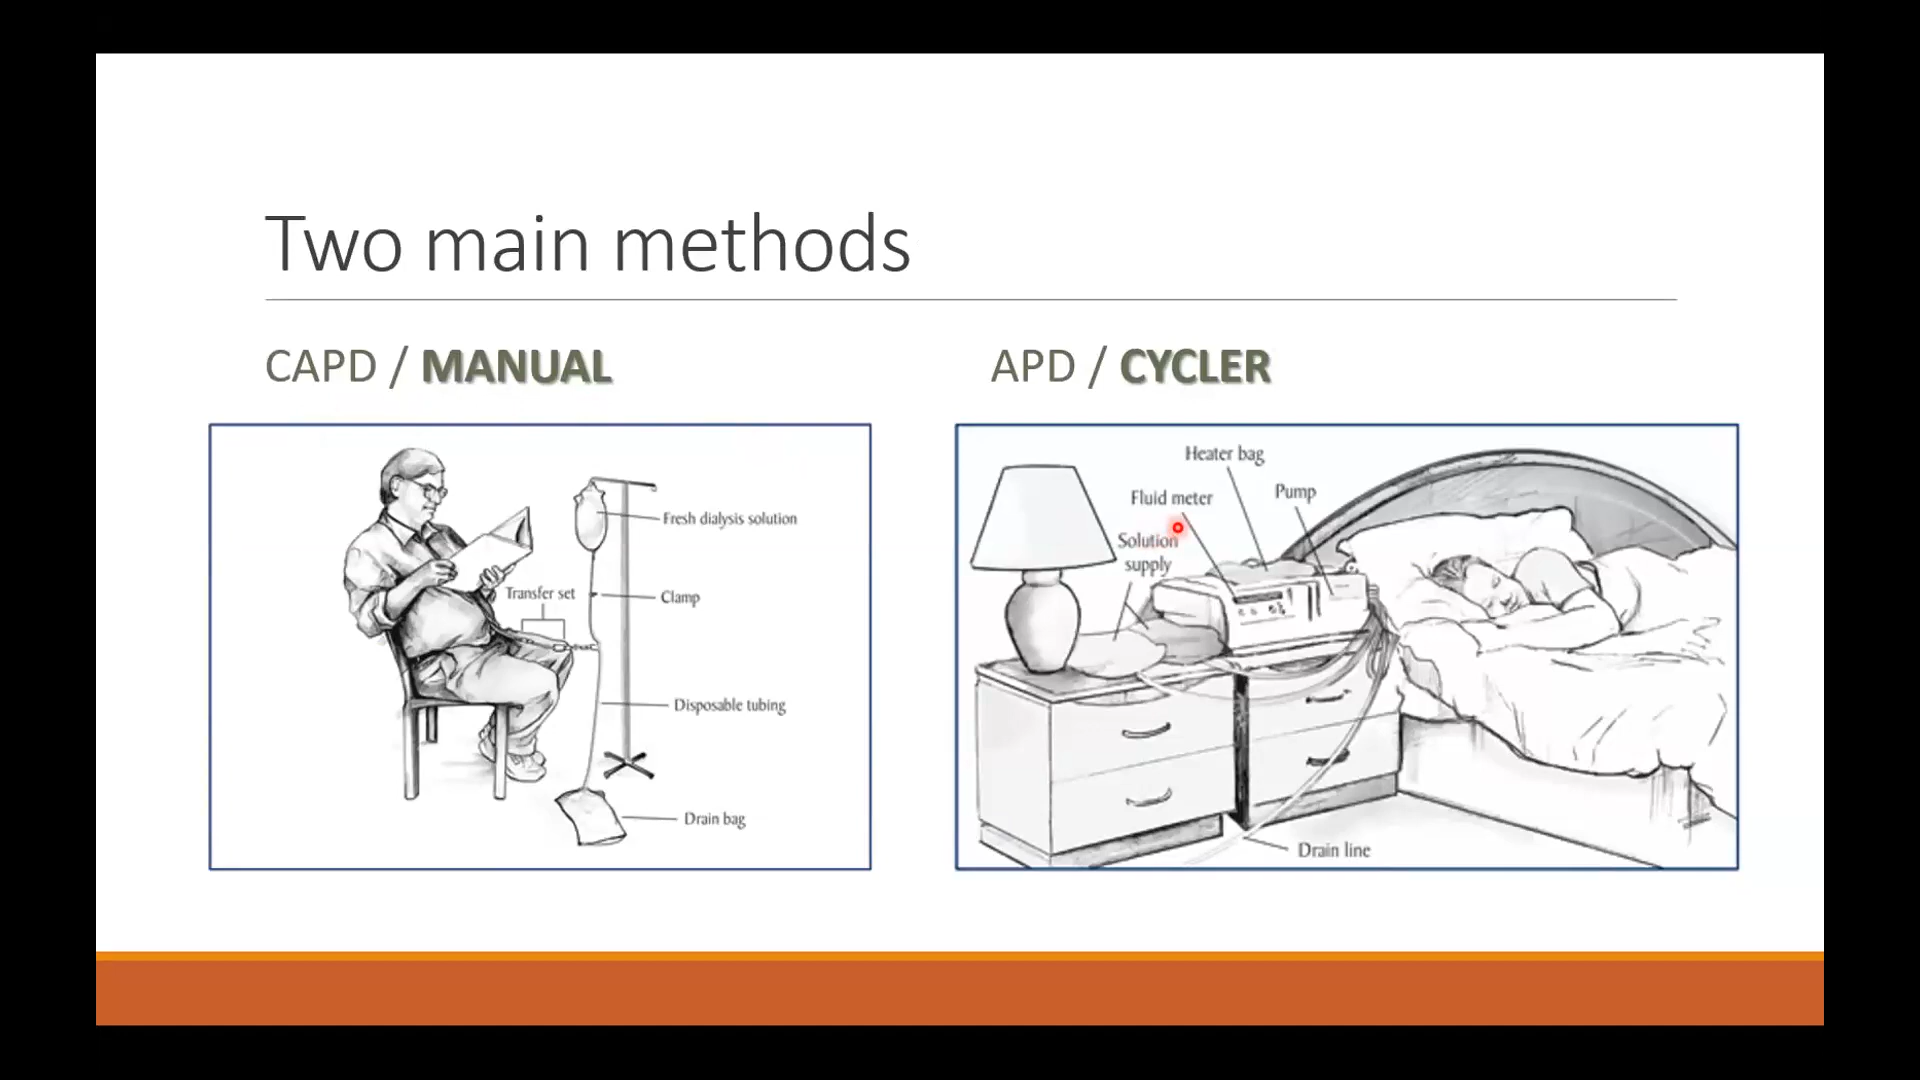 Two main methods
CAPD / MANUAL
APD / CYCLER
Fresh dialysis solution
Transfer set
Clamp
Disposable tubing
Drain bag
Heater bag
Fluid meter
Pump
Solution
supply
Drain line